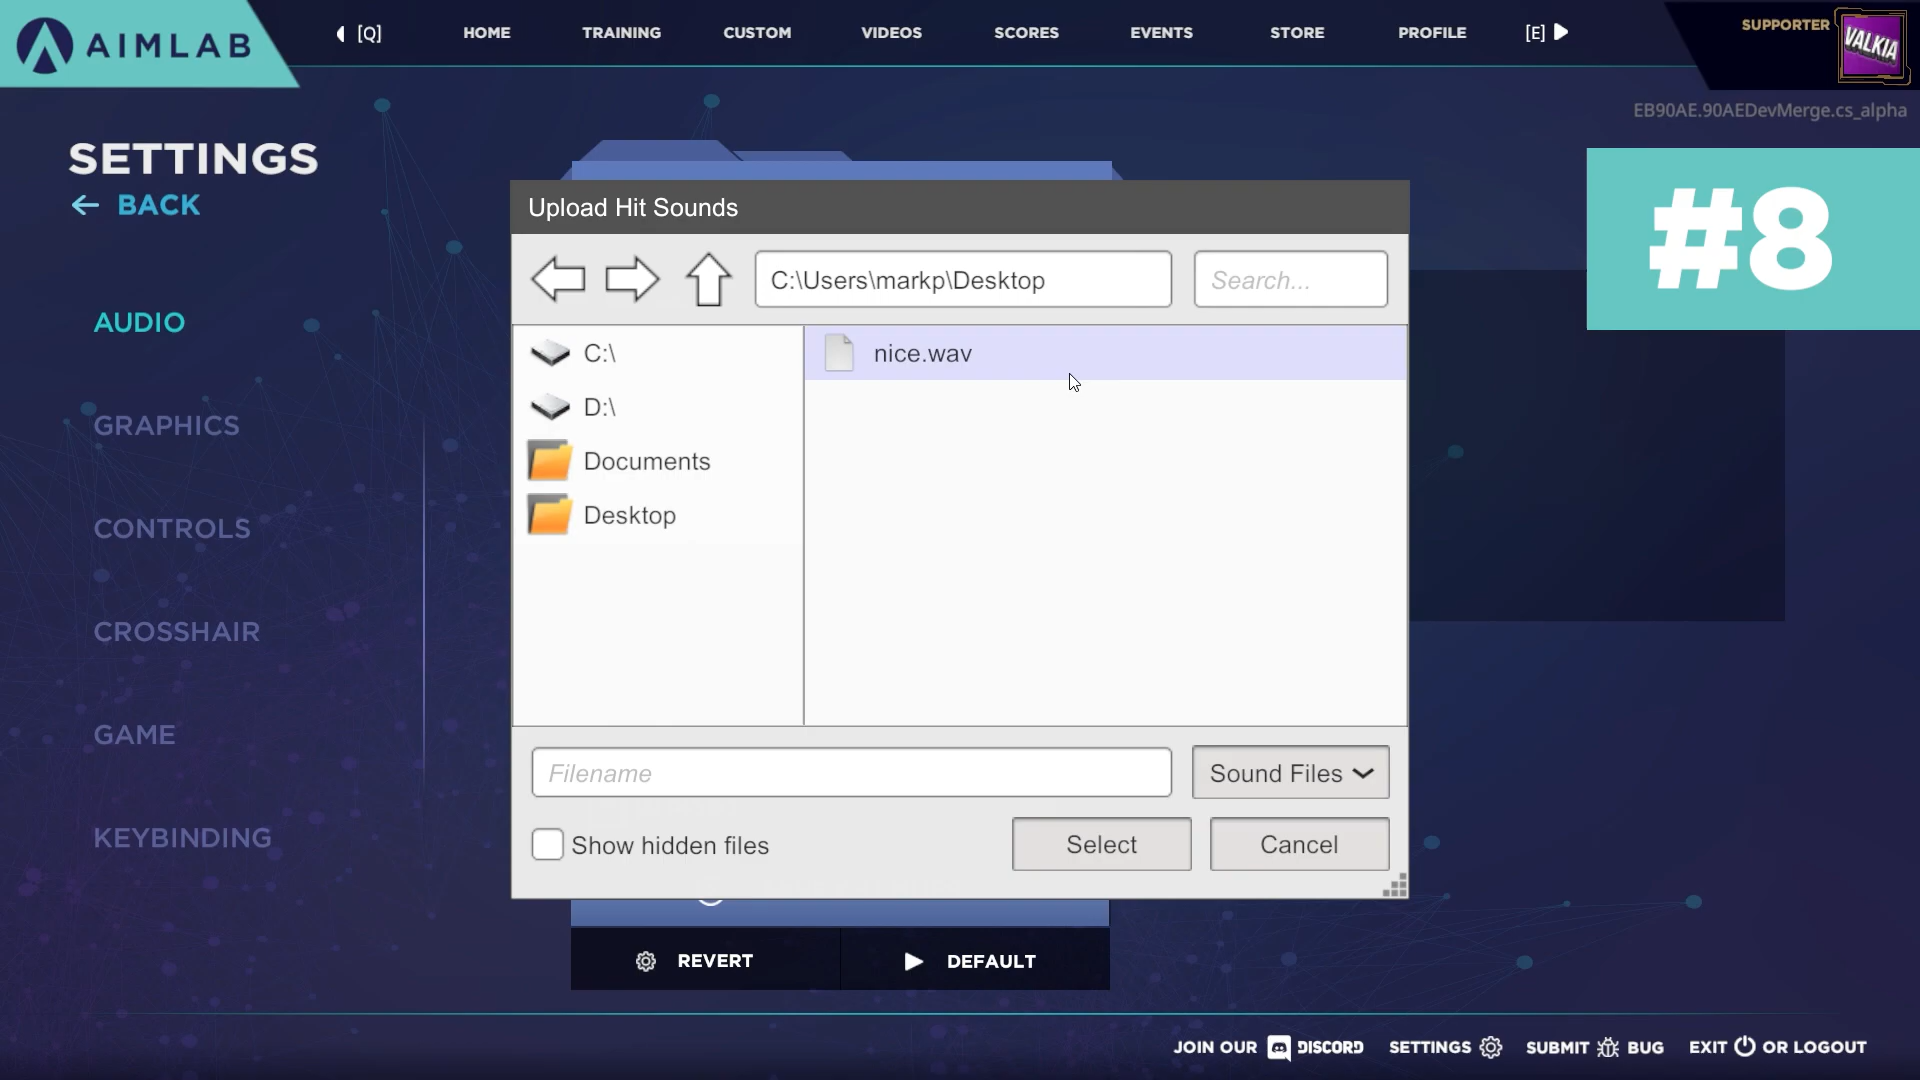 AIMLAB
[Q]
HOME
TRAINING
CUSTOM
VIDEOS
SCORES
EVENTS
STORE
PROFILE
[E]
SUPPORTER
VALKIA
EB90AE.90AEDevMerge.cs_alpha
SETTINGS
BACK
#8
AUDIO
GRAPHICS
CONTROLS
CROSSHAIR
GAME
KEYBINDING
Upload Hit Sounds
C:\Users\markp\Desktop
Search...
C:\
D:\
Documents
Desktop
nice.wav
Filename
Sound Files
Show hidden files
Select
Cancel
REVERT
DEFAULT
JOIN OUR DISCORD
SETTINGS
SUBMIT BUG
EXIT OR LOGOUT